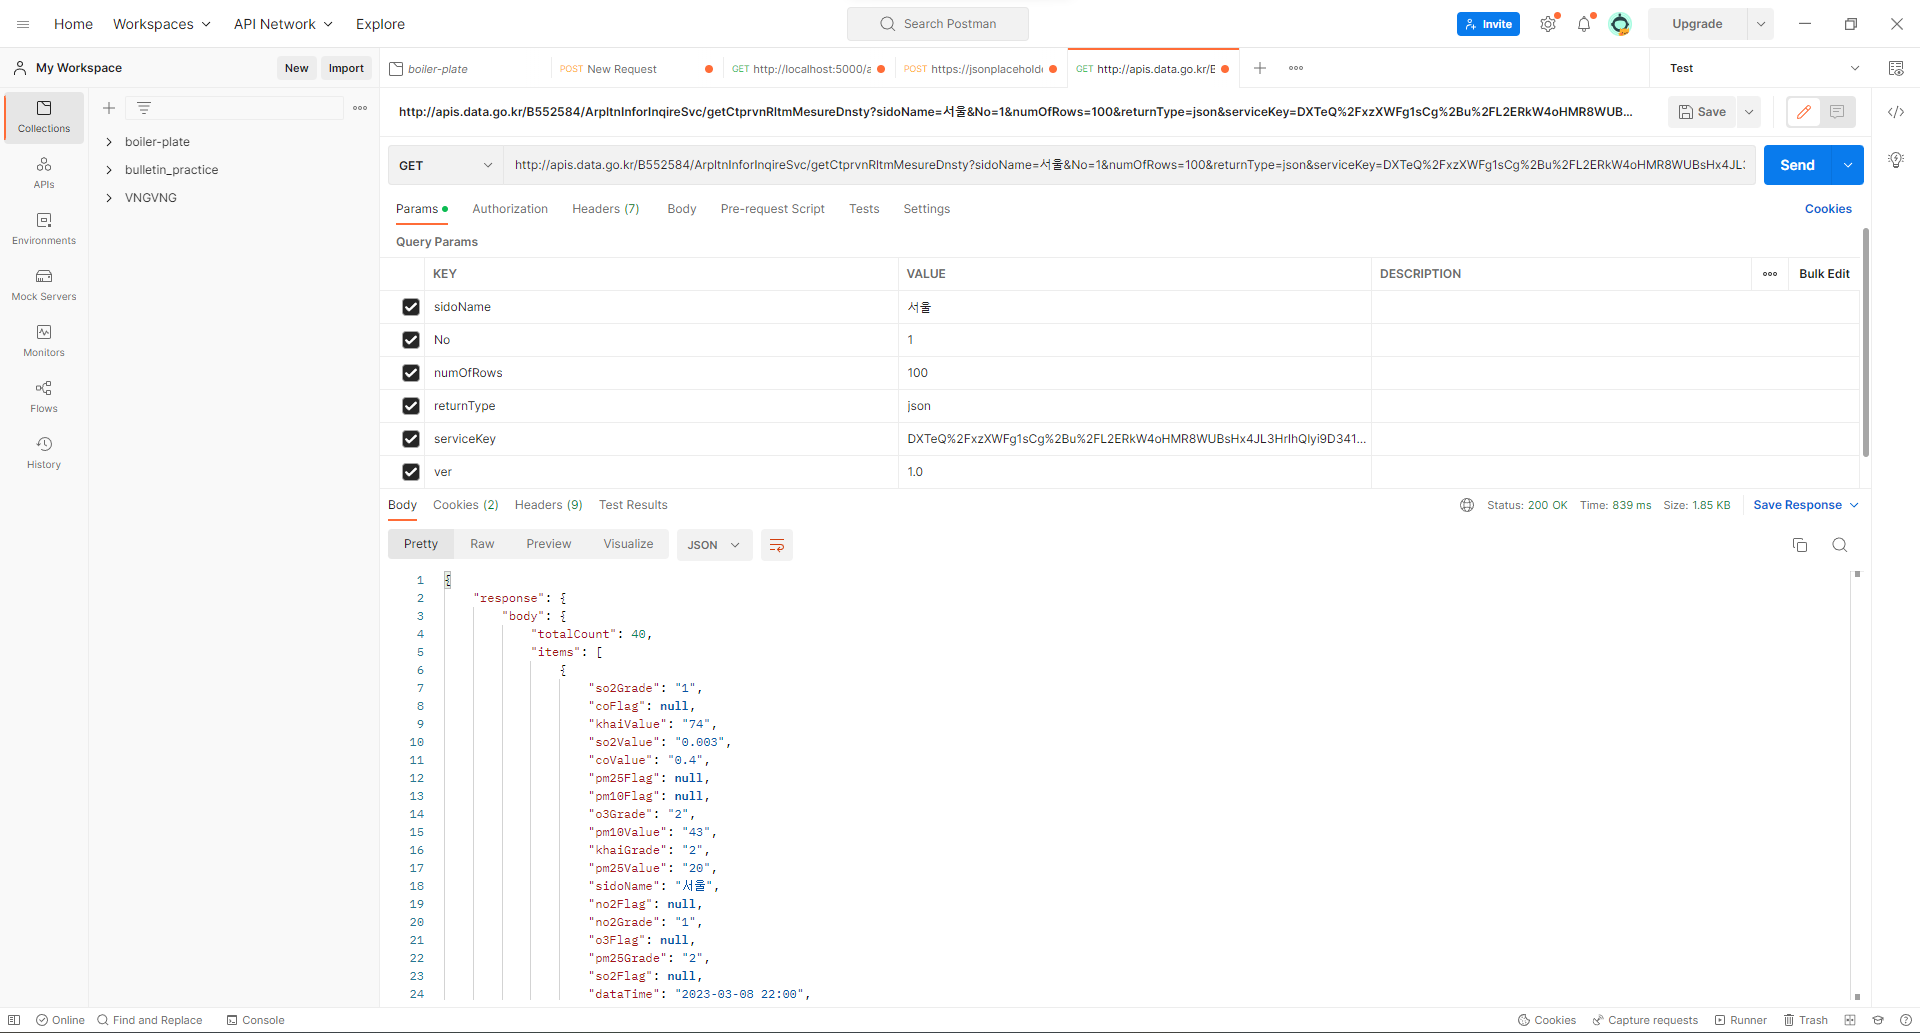 Home Workspaces API Network Explore Search Postman Invite Upgrade
My Workspace New Import boiler-plate POST New Request GET http://localhost:5000/a POST https://jsonplacehold GET http://apis.data.go.kr/B Test
http://apis.data.go.kr/B552584/ArpltnInforInqireSvc/getCtprvnRltmMesureDnsty?sidoName=서울&No=1&numOfRows=100&returnType=json&serviceKey=DXTeQ%2FxzXWFg1sCg%2Bu%2FL2ERkW4oHMR8WUB... Save
Collections
APIs
Environments
Mock Servers
Monitors
Flows
History
boiler-plate
bulletin_practice
VNGVNG
GET http://apis.data.go.kr/B552584/ArpltnInforInqireSvc/getCtprvnRltmMesureDnsty?sidoName=서울&No=1&numOfRows=100&returnType=json&serviceKey=DXTeQ%2FxzXWFg1sCg%2Bu%2FL2ERkW4oHMR8WUBsHx4JL3 Send
Params Authorization Headers (7) Body Pre-request Script Tests Settings Cookies
Query Params
KEY VALUE DESCRIPTION Bulk Edit
sidoName 서울
No 1
numOfRows 100
returnType json
serviceKey DXTeQ%2FxzXWFg1sCg%2Bu%2FL2ERkW4oHMR8WUBsHx4JL3HrIhQIyi9D341...
ver 1.0
Body Cookies (2) Headers (9) Test Results Status: 200 OK Time: 839 ms Size: 1.85 KB Save Response
Pretty Raw Preview Visualize JSON
1 {
2 "response": {
3 "body": {
4 "totalCount": 40,
5 "items": [
6 {
7 "so2Grade": "1",
8 "coFlag": null,
9 "khaiValue": "74",
10 "so2Value": "0.003",
11 "coValue": "0.4",
12 "pm25Flag": null,
13 "pm10Flag": null,
14 "o3Grade": "2",
15 "pm10Value": "43",
16 "khaiGrade": "2",
17 "pm25Value": "20",
18 "sidoName": "서울",
19 "no2Flag": null,
20 "no2Grade": "1",
21 "o3Flag": null,
22 "pm25Grade": "2",
23 "so2Flag": null,
24 "dataTime": "2023-03-08 22:00",
Online Find and Replace Console Cookies Capture requests Runner Trash